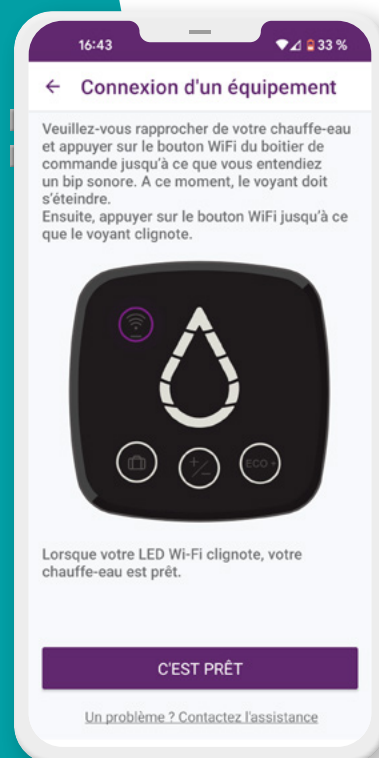 16:43
33 %
Connexion d'un équipement
Veuillez-vous rapprocher de votre chauffe-eau
et appuyer sur le bouton WiFi du boitier de
commande jusqu'à ce que vous entendiez
un bip sonore. A ce moment, le voyant doit
s'éteindre.
Ensuite, appuyer sur le bouton WiFi jusqu'à ce
que le voyant clignote.
+/-
ECO +
Lorsque votre LED Wi-Fi clignote, votre
chauffe-eau est prêt.
C'EST PRÊT
Un problème ? Contactez l'assistance